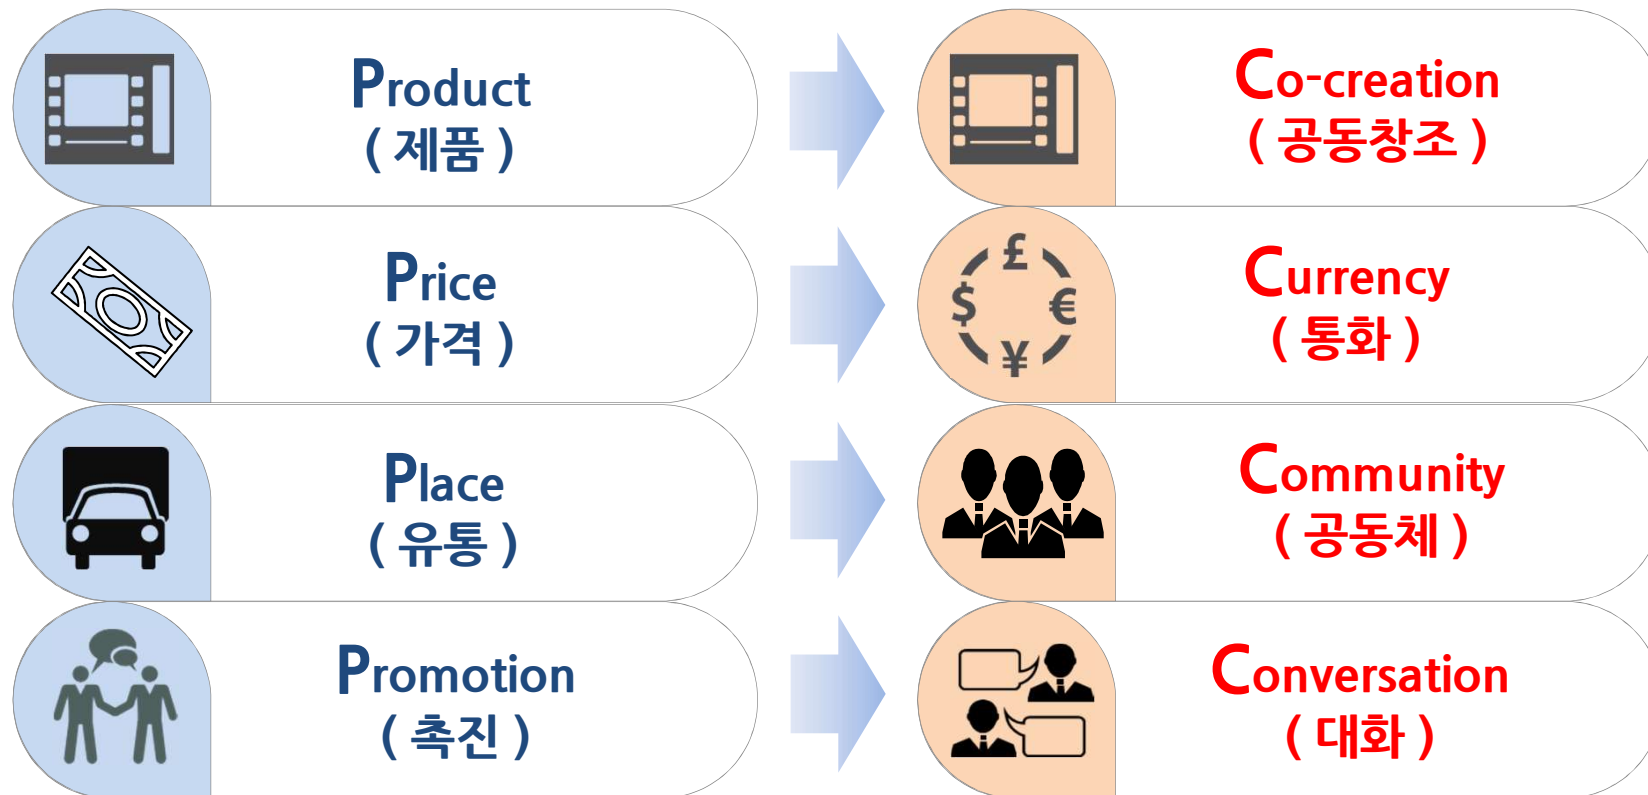 Product
( 제품 )
Co-creation
( 공동창조 )
Price
( 가격 )
Currency
( 통화 )
£
$
€
¥
Place
( 유통 )
Community
( 공동체 )
Promotion
( 촉진 )
Conversation
( 대화 )